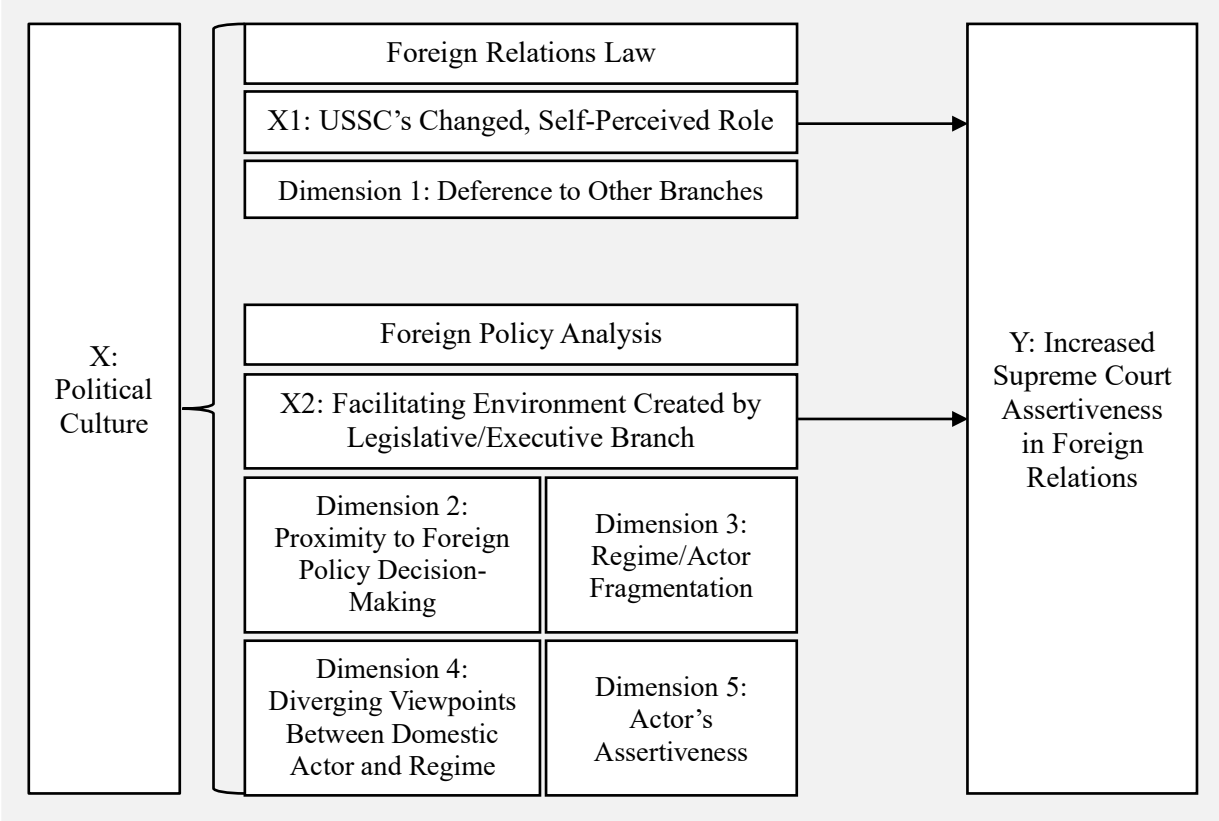 X:
Political
Culture
Foreign Relations Law
X1: USSC’s Changed, Self-Perceived Role
Dimension 1: Deference to Other Branches
Foreign Policy Analysis
X2: Facilitating Environment Created by
Legislative/Executive Branch
Dimension 2:
Proximity to Foreign
Policy Decision-
Making
Dimension 3:
Regime/Actor
Fragmentation
Dimension 4:
Diverging Viewpoints
Between Domestic
Actor and Regime
Dimension 5:
Actor’s
Assertiveness
Y: Increased
Supreme Court
Assertiveness
in Foreign
Relations